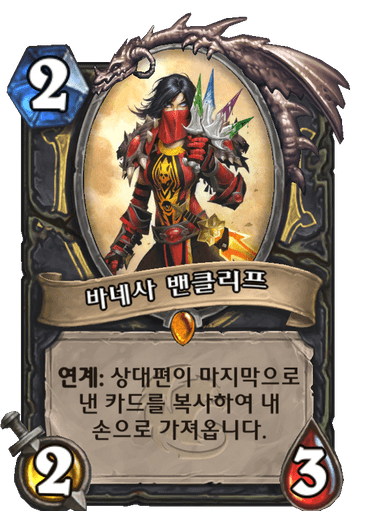 2
바네사 밴클리프
연계: 상대편이 마지막으로
낸 카드를 복사하여 내
손으로 가져옵니다.
2
3